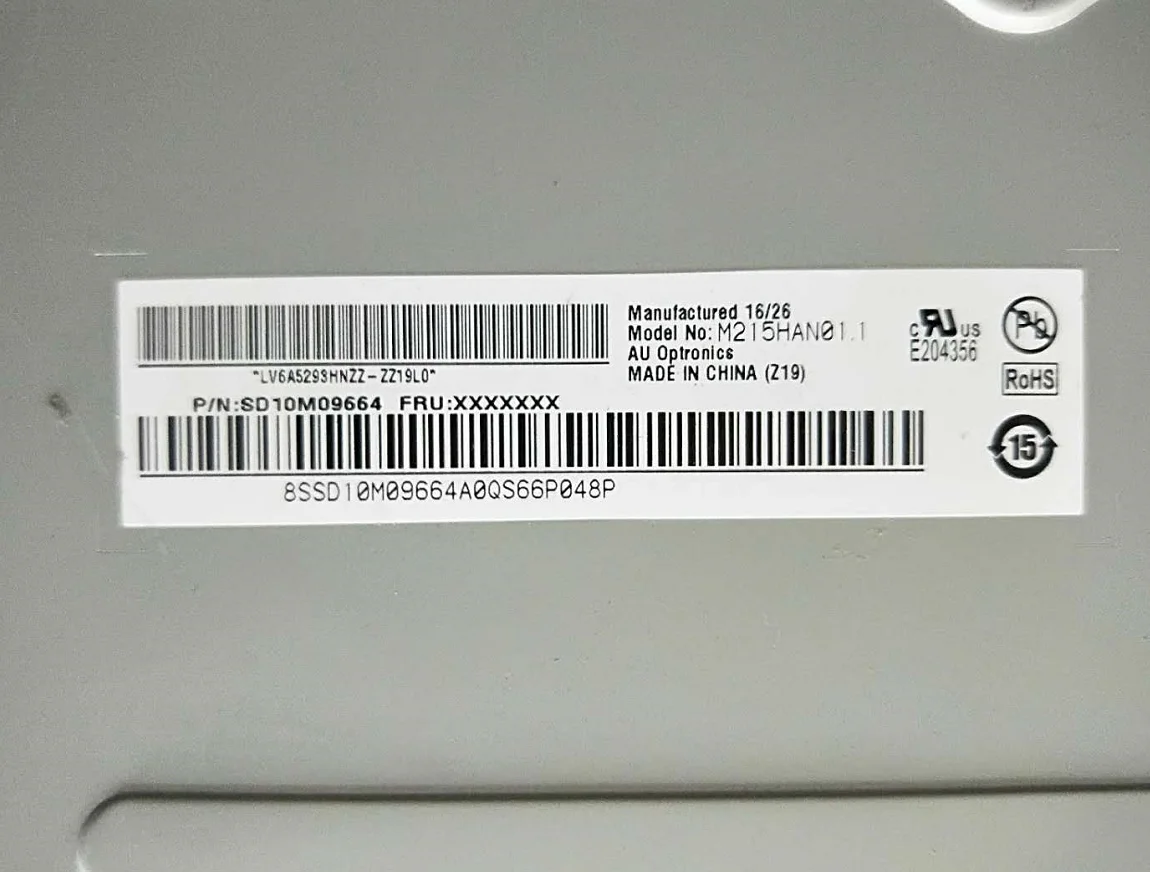 Manufactured 16/26
Model No: M215HAN01.1
AU Optronics
MADE IN CHINA (Z19)
c RU US
E204356
Pb
RoHS
15
*LV6A5293HNZZ-ZZ19L0*
P/N:SD10M09664 FRU:XXXXXXX
8SSD10M09664A0QS66P048P